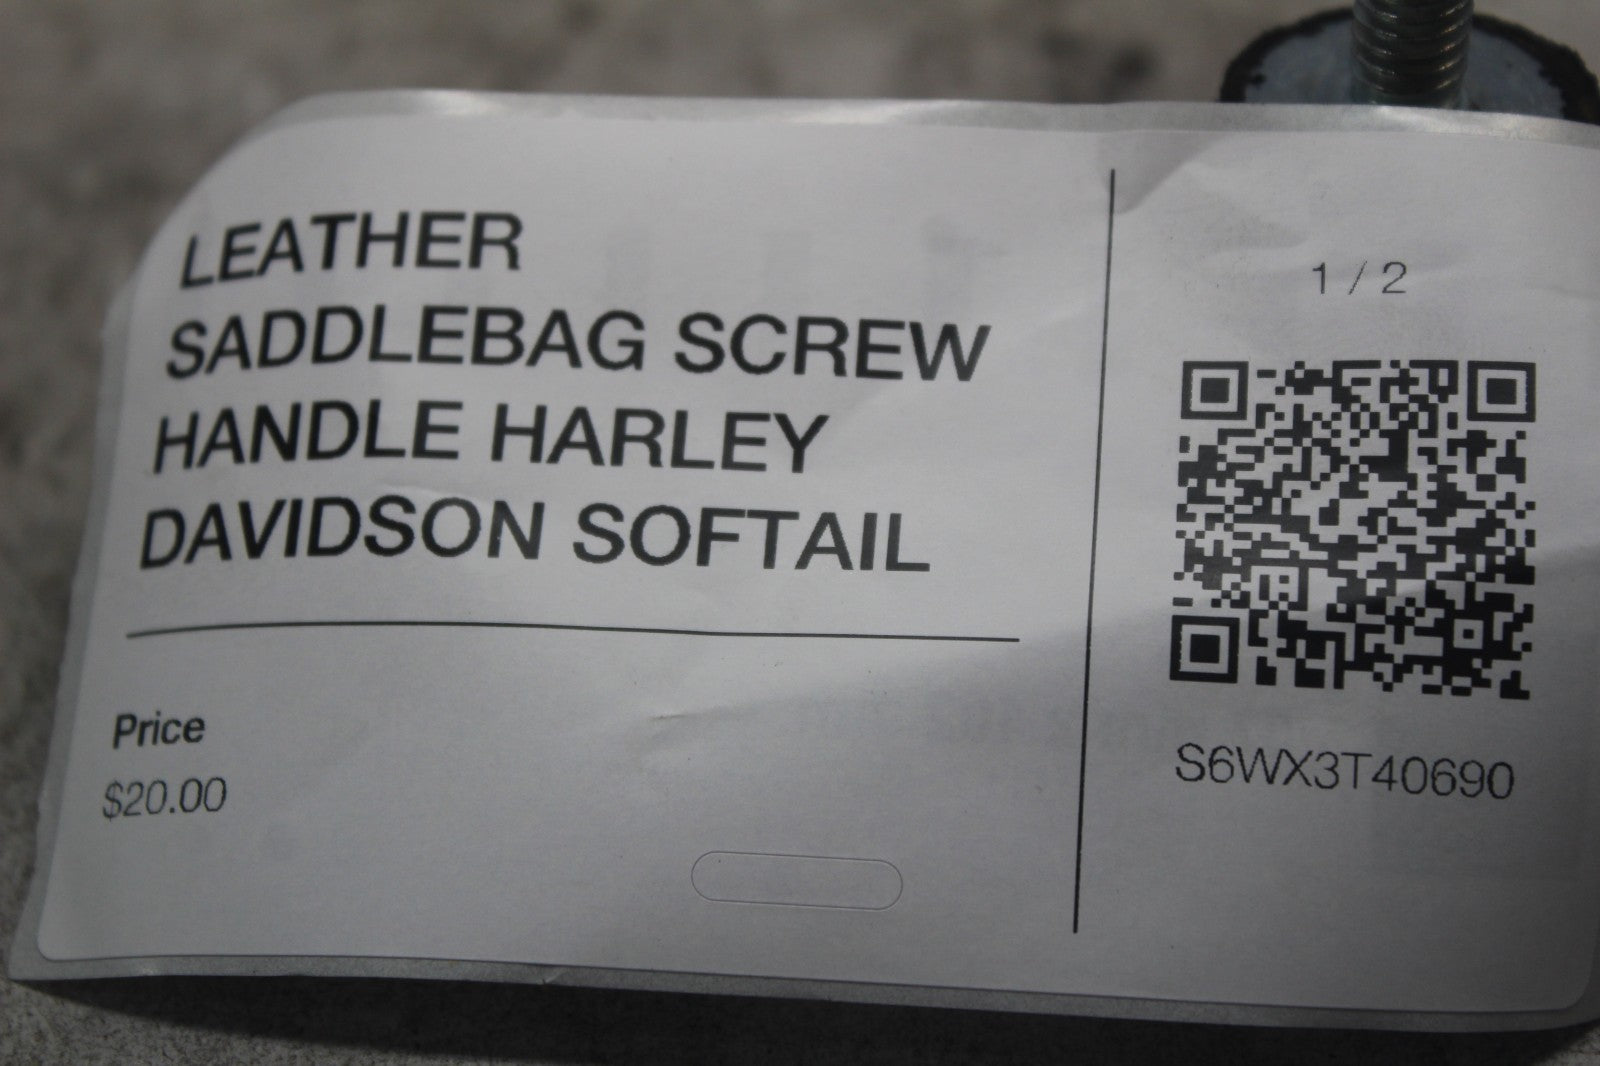 LEATHER
SADDLEBAG SCREW
HANDLE HARLEY
DAVIDSON SOFTAIL
Price
$20.00
1 / 2
S6WX3T40690